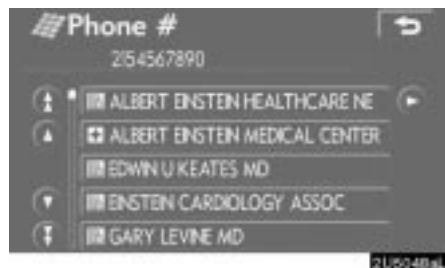 Phone #
2154567890
ALBERT EINSTEIN HEALTHCARE NE
ALBERT EINSTEIN MEDICAL CENTER
EDWIN U KEATES MD
EINSTEIN CARDIOLOGY ASSOC
GARY LEVINE MD
2U5048aL